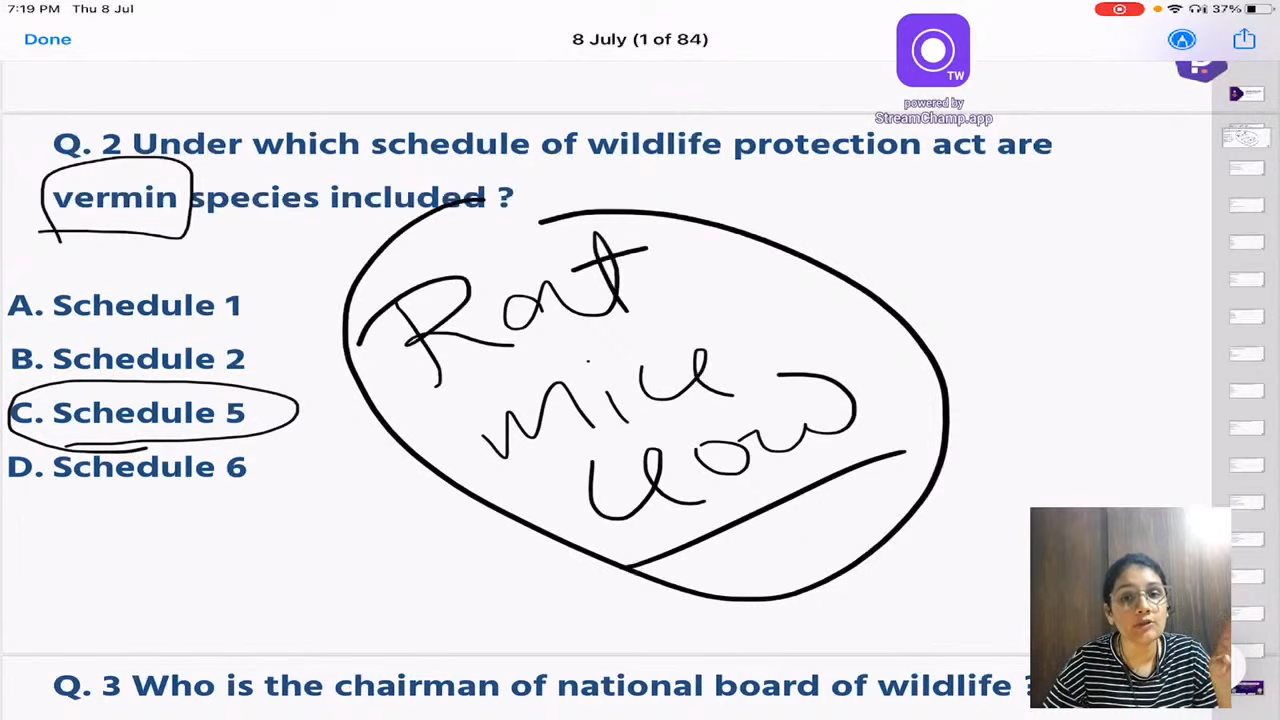 7:19 PM Thu 8 Jul
37%
Done
8 July (1 of 84)
TW
powered by
StreamChamp.app
Q. 2 Under which schedule of wildlife protection act are
vermin species included ?
A. Schedule 1
B. Schedule 2
C. Schedule 5
D. Schedule 6
Rat
mice
Q. 3 Who is the chairman of national board of wildlife ?